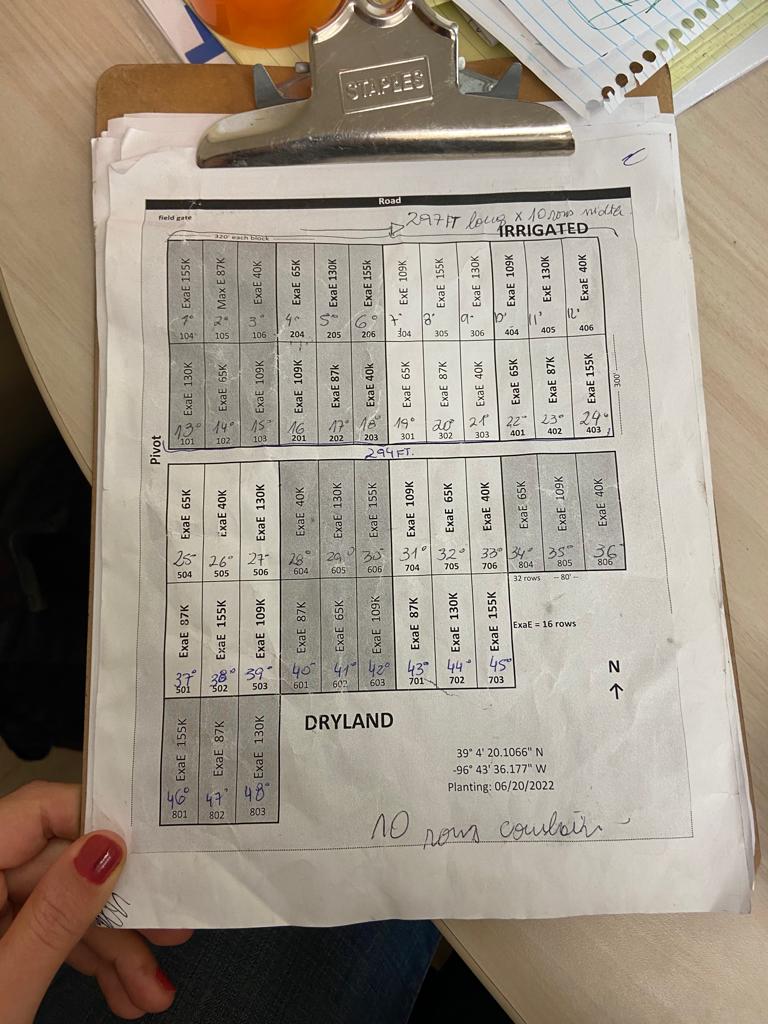 STAPLES
Road
field gate
297FT long x 10 rows width
320' each block
IRRIGATED
ExaE 155K Max E 87K ExaE 40K ExaE 65K ExaE 130K ExaE 155k ExE 109K ExaE 155K ExaE 130K ExaE 109K ExE 130K ExaE 40K
1° 2° 3° 4° 5° 6° 7° 8° 9° 10° 11° 12°
104 105 106 204 205 206 304 305 306 404 405 406
ExaE 130K ExaE 65K ExaE 109K ExaE 109K ExaE 87k ExaE 40k ExaE 65K ExaE 87K ExaE 40K ExaE 65K ExaE 87K ExaE 155K
300'
13° 14° 15° 16 17° 18° 19° 20° 21° 22° 23° 24°
101 102 103 201 202 203 301 302 303 401 402 403
Pivot
294FT.
ExaE 65K ExaE 40K ExaE 130K ExaE 40K ExaE 130K ExaE 155K ExaE 109K ExaE 65K ExaE 40K ExaE 65K ExaE 109K ExaE 40K
25° 26° 27° 28° 29° 30° 31° 32° 33° 34° 35° 36°
504 505 506 604 605 606 704 705 706 804 805 806
32 rows -- 80' --
ExaE 87K ExaE 155K ExaE 109K ExaE 87K ExaE 65K ExaE 109K ExaE 87K ExaE 130K ExaE 155K
ExaE = 16 rows
37° 38° 39° 40° 41° 42° 43° 44° 45°
501 502 503 601 602 603 701 702 703
N
ExaE 155K ExaE 87K ExaE 130K
DRYLAND
46° 47° 48°
801 802 803
39° 4' 20.1066" N
-96° 43' 36.177" W
Planting: 06/20/2022
10 rows